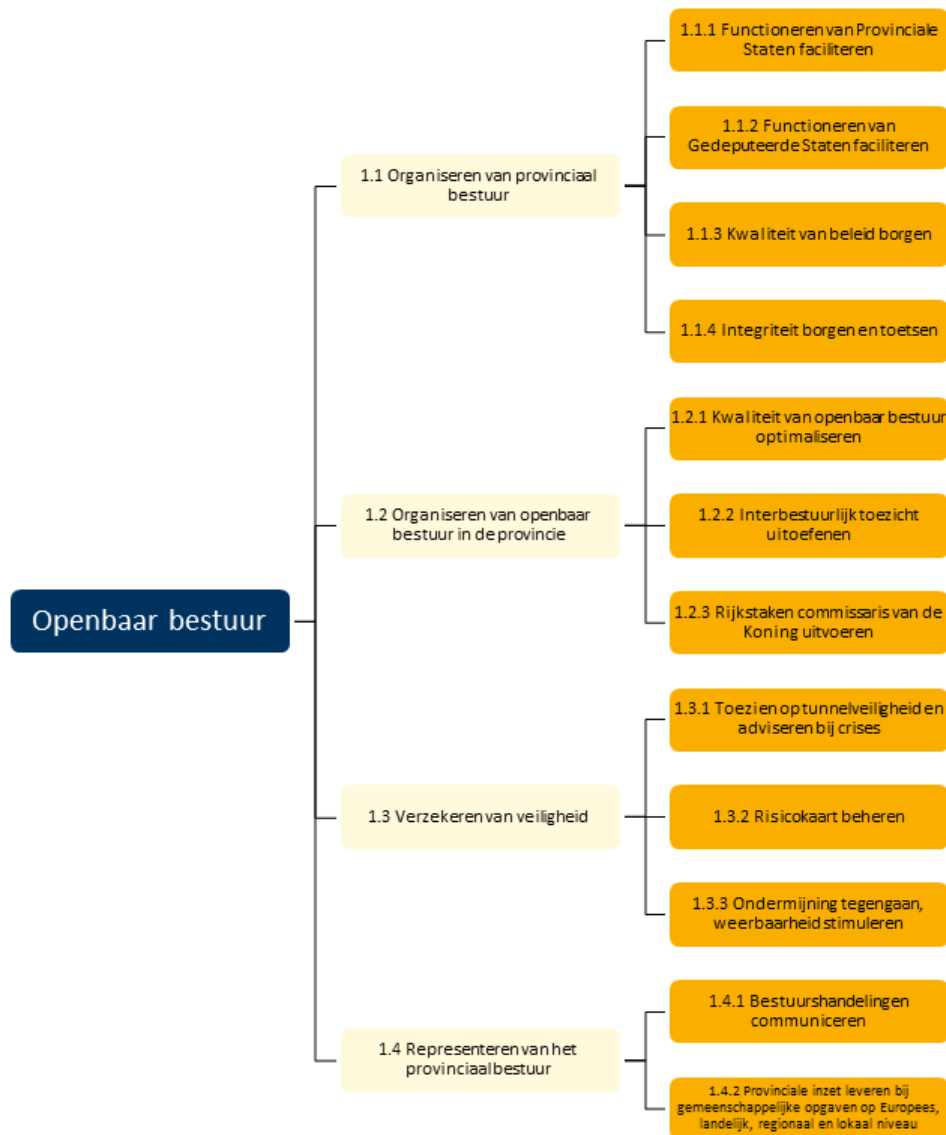 Openbaar bestuur
1.1 Organiseren van provinciaal
bestuur
1.1.1 Functioneren van Provinciale
Staten faciliteren
1.1.2 Functioneren van
Gedeputeerde Staten faciliteren
1.1.3 Kwaliteit van beleid borgen
1.1.4 Integriteit borgen en toetsen
1.2 Organiseren van openbaar
bestuur in de provincie
1.2.1 Kwaliteit van openbaar bestuur
optimaliseren
1.2.2 Interbestuurlijk toezicht
uitoefenen
1.2.3 Rijkstaken commissaris van de
Koning uitvoeren
1.3 Verzekeren van veiligheid
1.3.1 Toezien op tunnelveiligheid en
adviseren bij crises
1.3.2 Risicokaart beheren
1.3.3 Ondermijning tegengaan,
weerbaarheid stimuleren
1.4 Representeren van het
provinciaal bestuur
1.4.1 Bestuurshandelingen
communiceren
1.4.2 Provinciale inzet leveren bij
gemeenschappelijke opgaven op Europees,
landelijk, regionaal en lokaal niveau